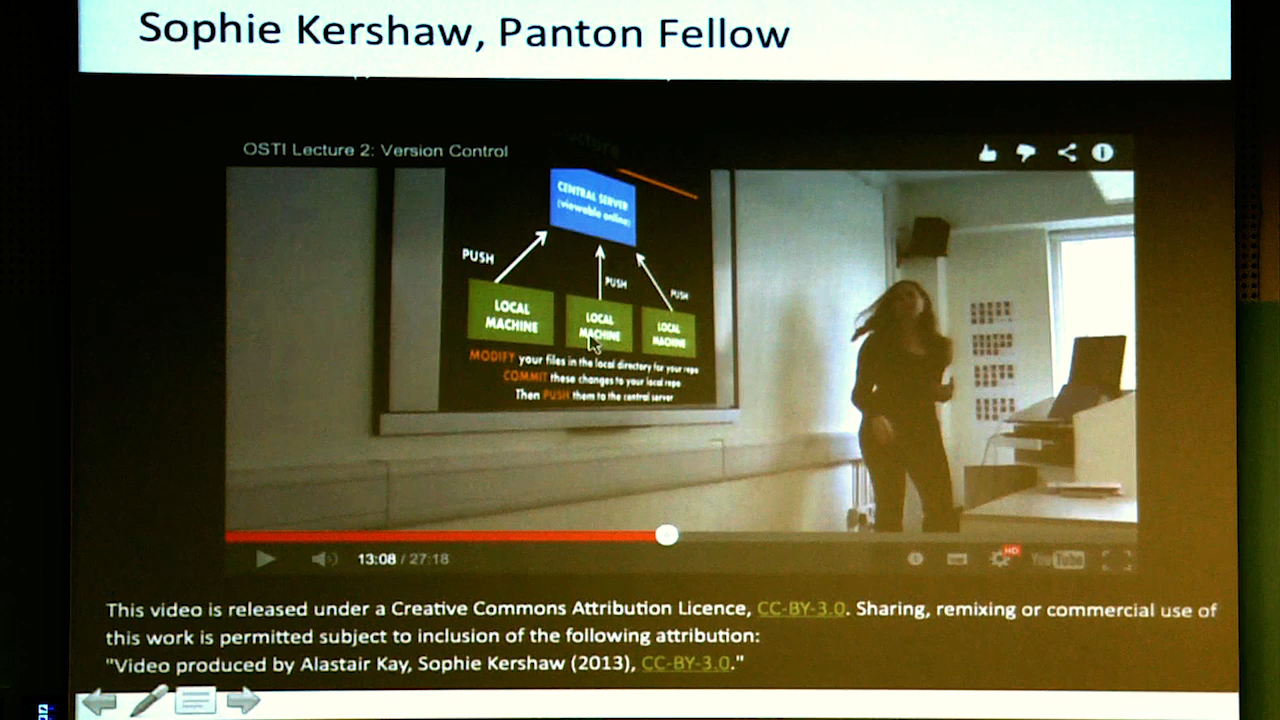 Sophie Kershaw, Panton Fellow
OSTI Lecture 2: Version Control
CENTRAL SERVER
(viewable online)
PUSH
PUSH
PUSH
LOCAL
MACHINE
LOCAL
MACHINE
LOCAL
MACHINE
MODIFY your files in the local directory for your repo
COMMIT these changes to your local repo
Then PUSH them to the central server
13:08 / 27:18
HD
YouTube
This video is released under a Creative Commons Attribution Licence, CC-BY-3.0. Sharing, remixing or commercial use of
this work is permitted subject to inclusion of the following attribution:
"Video produced by Alastair Kay, Sophie Kershaw (2013), CC-BY-3.0."